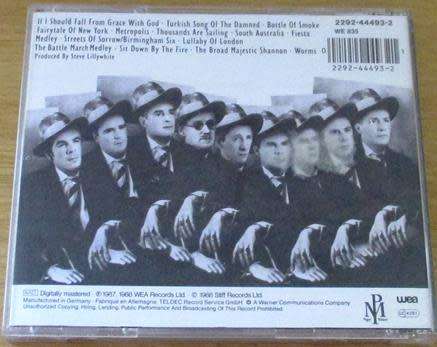 If I Should Fall From Grace With God · Turkish Song Of The Damned · Bottle Of Smoke
Fairytale Of New York · Metropolis · Thousands Are Sailing · South Australia · Fiesta
Medley · Streets Of Sorrow/Birmingham Six · Lullaby Of London
The Battle March Medley · Sit Down By The Fire · The Broad Majestic Shannon · Worms
Produced By Steve Lillywhite
2292-44493-2
WE 835
0
1
2292-44493-2
Digitally mastered ℗ 1987, 1988 WEA Records Ltd. © 1988 Stiff Records Ltd.
Manufactured in Germany · Fabriqué en Allemagne. TELDEC Record Service GmbH. A Warner Communications Company
Unauthorized Copying, Hiring, Lending, Public Performance And Broadcasting Of This Record Prohibited
PM
wea